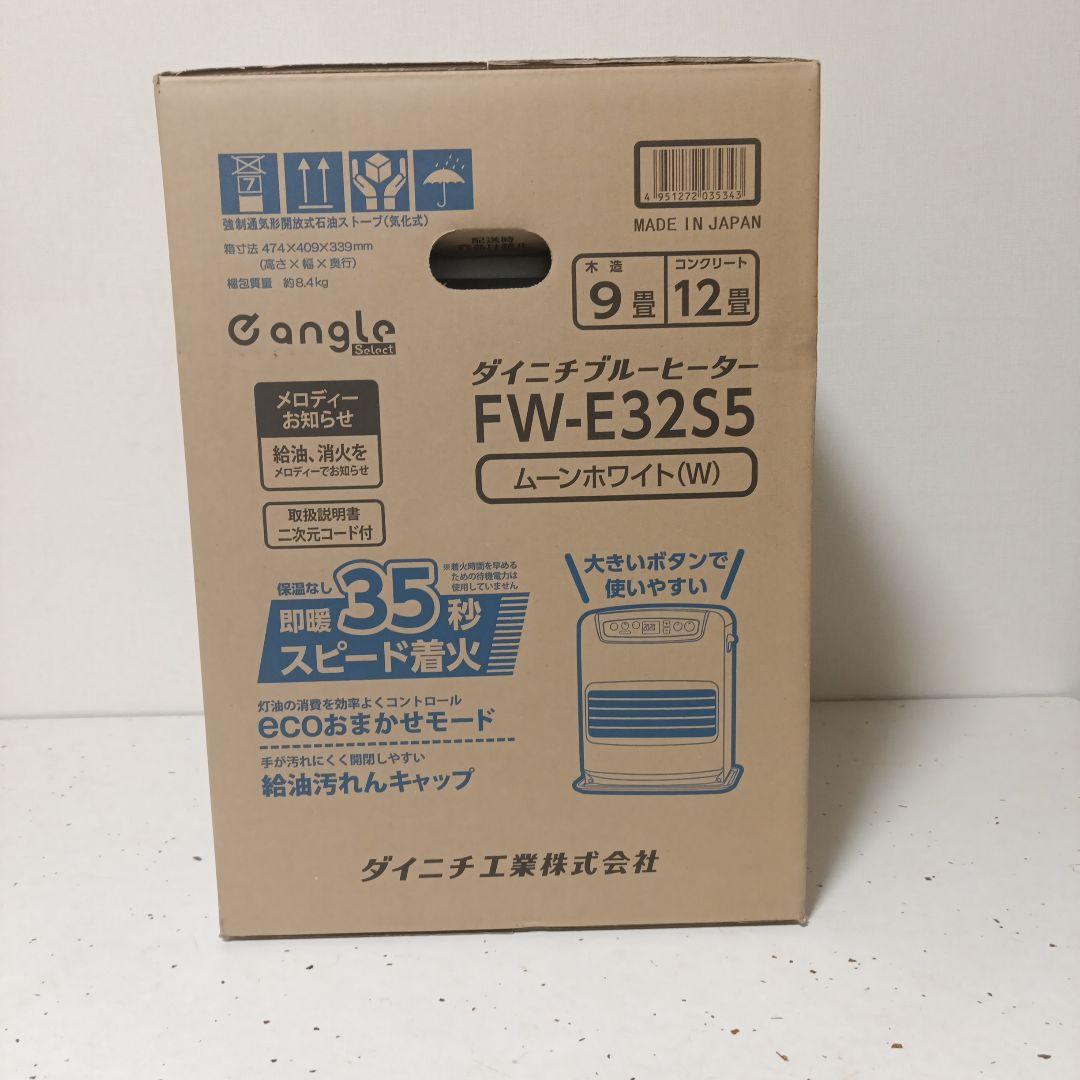 7
強制通気形開放式石油ストーブ(気化式)
箱寸法 474×409×339mm
(高さ×幅×奥行)
梱包質量 約8.4kg
4 951272 035343
MADE IN JAPAN
配送時
木造
9畳
コンクリート
12畳
e angle
Select
ダイニチブルーヒーター
FW-E32S5
ムーンホワイト(W)
メロディー
お知らせ
給油、消火を
メロディーでお知らせ
取扱説明書
二次元コード付
保温なし
※着火時間を早める
ための待機電力は
使用していません
即暖35秒
スピード着火
大きいボタンで
使いやすい
灯油の消費を効率よくコントロール
ecoおまかせモード
手が汚れにくく開閉しやすい
給油汚れんキャップ
ダイニチ工業株式会社